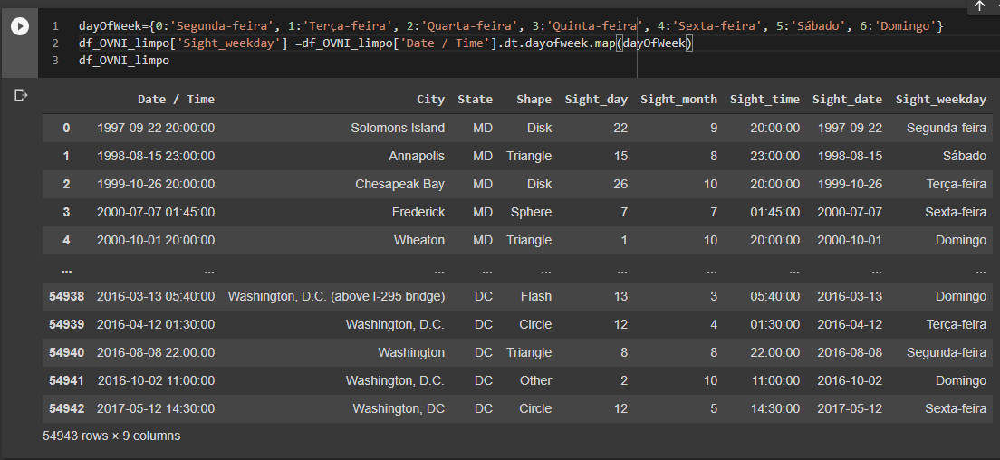 1 dayOfWeek={0:'Segunda-feira', 1:'Terça-feira', 2:'Quarta-feira', 3:'Quinta-feira', 4:'Sexta-feira', 5:'Sábado', 6:'Domingo'}
2 df_OVNI_limpo['Sight_weekday'] =df_OVNI_limpo['Date / Time'].dt.dayofweek.map(dayOfWeek)
3 df_OVNI_limpo
Date / Time City State Shape Sight_day Sight_month Sight_time Sight_date Sight_weekday
0 1997-09-22 20:00:00 Solomons Island MD Disk 22 9 20:00:00 1997-09-22 Segunda-feira
1 1998-08-15 23:00:00 Annapolis MD Triangle 15 8 23:00:00 1998-08-15 Sábado
2 1999-10-26 20:00:00 Chesapeak Bay MD Disk 26 10 20:00:00 1999-10-26 Terça-feira
3 2000-07-07 01:45:00 Frederick MD Sphere 7 7 01:45:00 2000-07-07 Sexta-feira
4 2000-10-01 20:00:00 Wheaton MD Triangle 1 10 20:00:00 2000-10-01 Domingo
... ... ... ... ... ... ... ... ... ...
54938 2016-03-13 05:40:00 Washington, D.C. (above I-295 bridge) DC Flash 13 3 05:40:00 2016-03-13 Domingo
54939 2016-04-12 01:30:00 Washington, D.C. DC Circle 12 4 01:30:00 2016-04-12 Terça-feira
54940 2016-08-08 22:00:00 Washington DC Triangle 8 8 22:00:00 2016-08-08 Segunda-feira
54941 2016-10-02 11:00:00 Washington, D.C. DC Other 2 10 11:00:00 2016-10-02 Domingo
54942 2017-05-12 14:30:00 Washington, DC DC Circle 12 5 14:30:00 2017-05-12 Sexta-feira
54943 rows × 9 columns